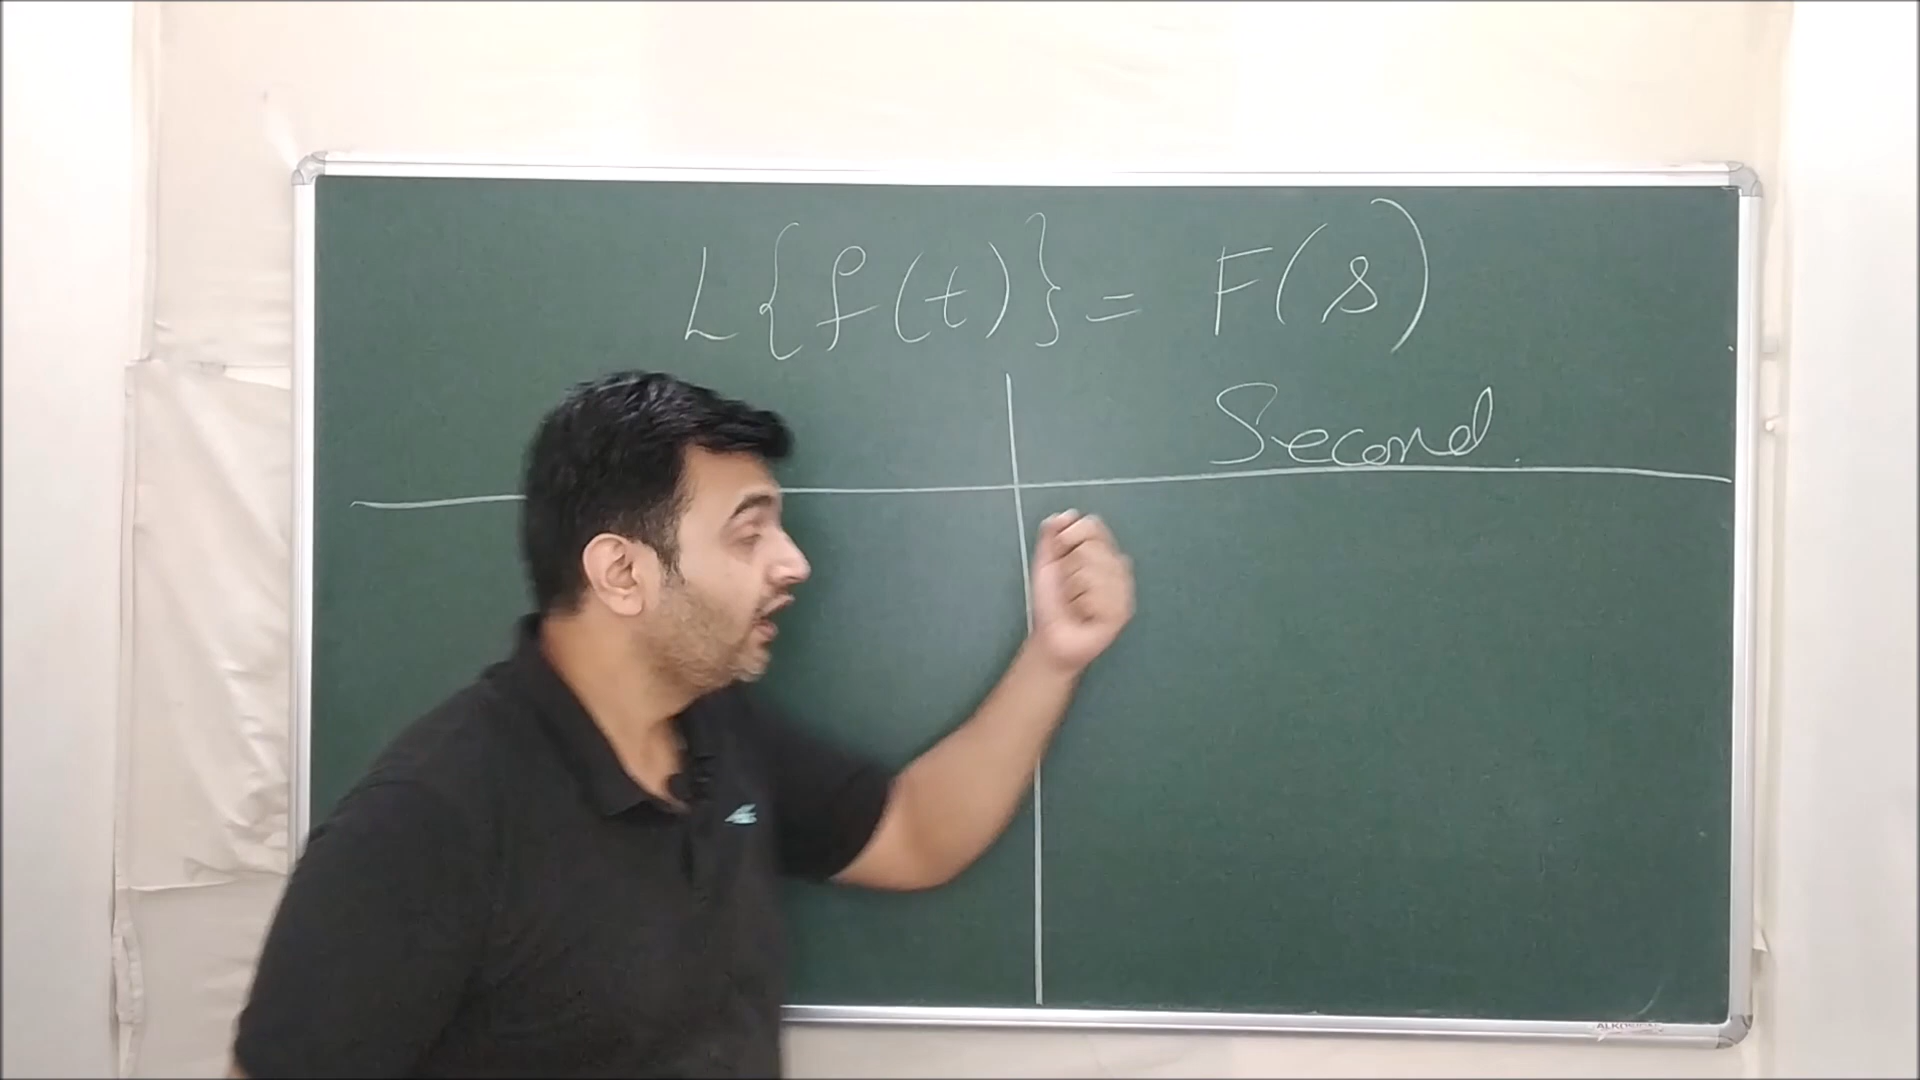 L{f(t)} = F(s)
Second